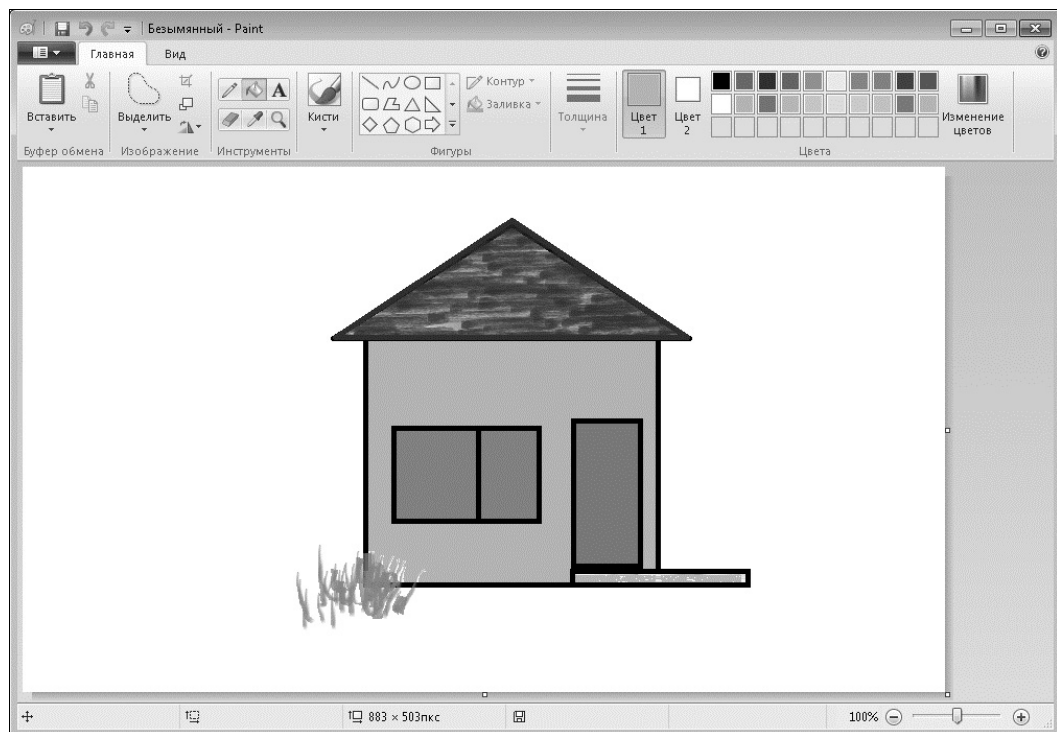 Безымянный - Paint
Главная Вид
Вставить
Выделить
A
Кисти
Контур
Заливка
Толщина
Цвет 1
Цвет 2
Изменение цветов
Буфер обмена Изображение Инструменты Фигуры Цвета
883 × 503пкс 100%